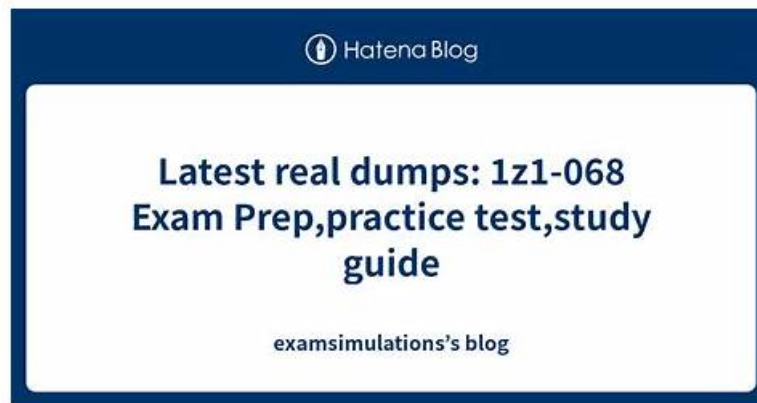 Hatena Blog
Latest real dumps: 1z1-068
Exam Prep,practice test,study
guide
examsimulations's blog